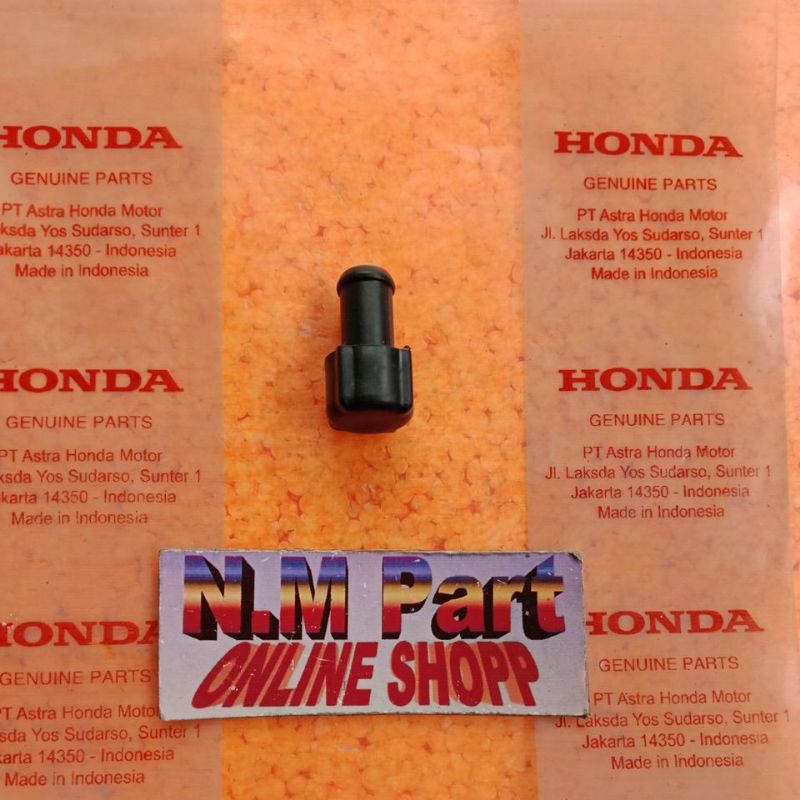 HONDA
GENUINE PARTS
PT Astra Honda Motor
Laksda Yos Sudarso, Sunter 1
Jakarta 14350 - Indonesia
Made in Indonesia
HONDA
GENUINE PARTS
PT Astra Honda Motor
Jl. Laksda Yos Sudarso, Sunter 1
Jakarta 14350 - Indonesia
Made in Indonesia
HONDA
GENUINE PARTS
PT Astra Honda Motor
Laksda Yos Sudarso, Sunter 1
Jakarta 14350 - Indonesia
Made in Indonesia
HONDA
GENUINE PARTS
PT Astra Honda Motor
Jl. Laksda Yos Sudarso, Sunter 1
Jakarta 14350 - Indonesia
Made in Indonesia
N.M Part
ONLINE SHOPP
HONDA
GENUINE PARTS
PT Astra Honda Motor
Yos Sudarso, Sunter 1
Jakarta 14350 - Indonesia
Made in Indonesia
HONDA
GENUINE PARTS
PT Astra Honda Motor
Jl. Laksda Yos Sudarso, Sunter 1
Jakarta 14350 - Indonesia
Made in Indonesia